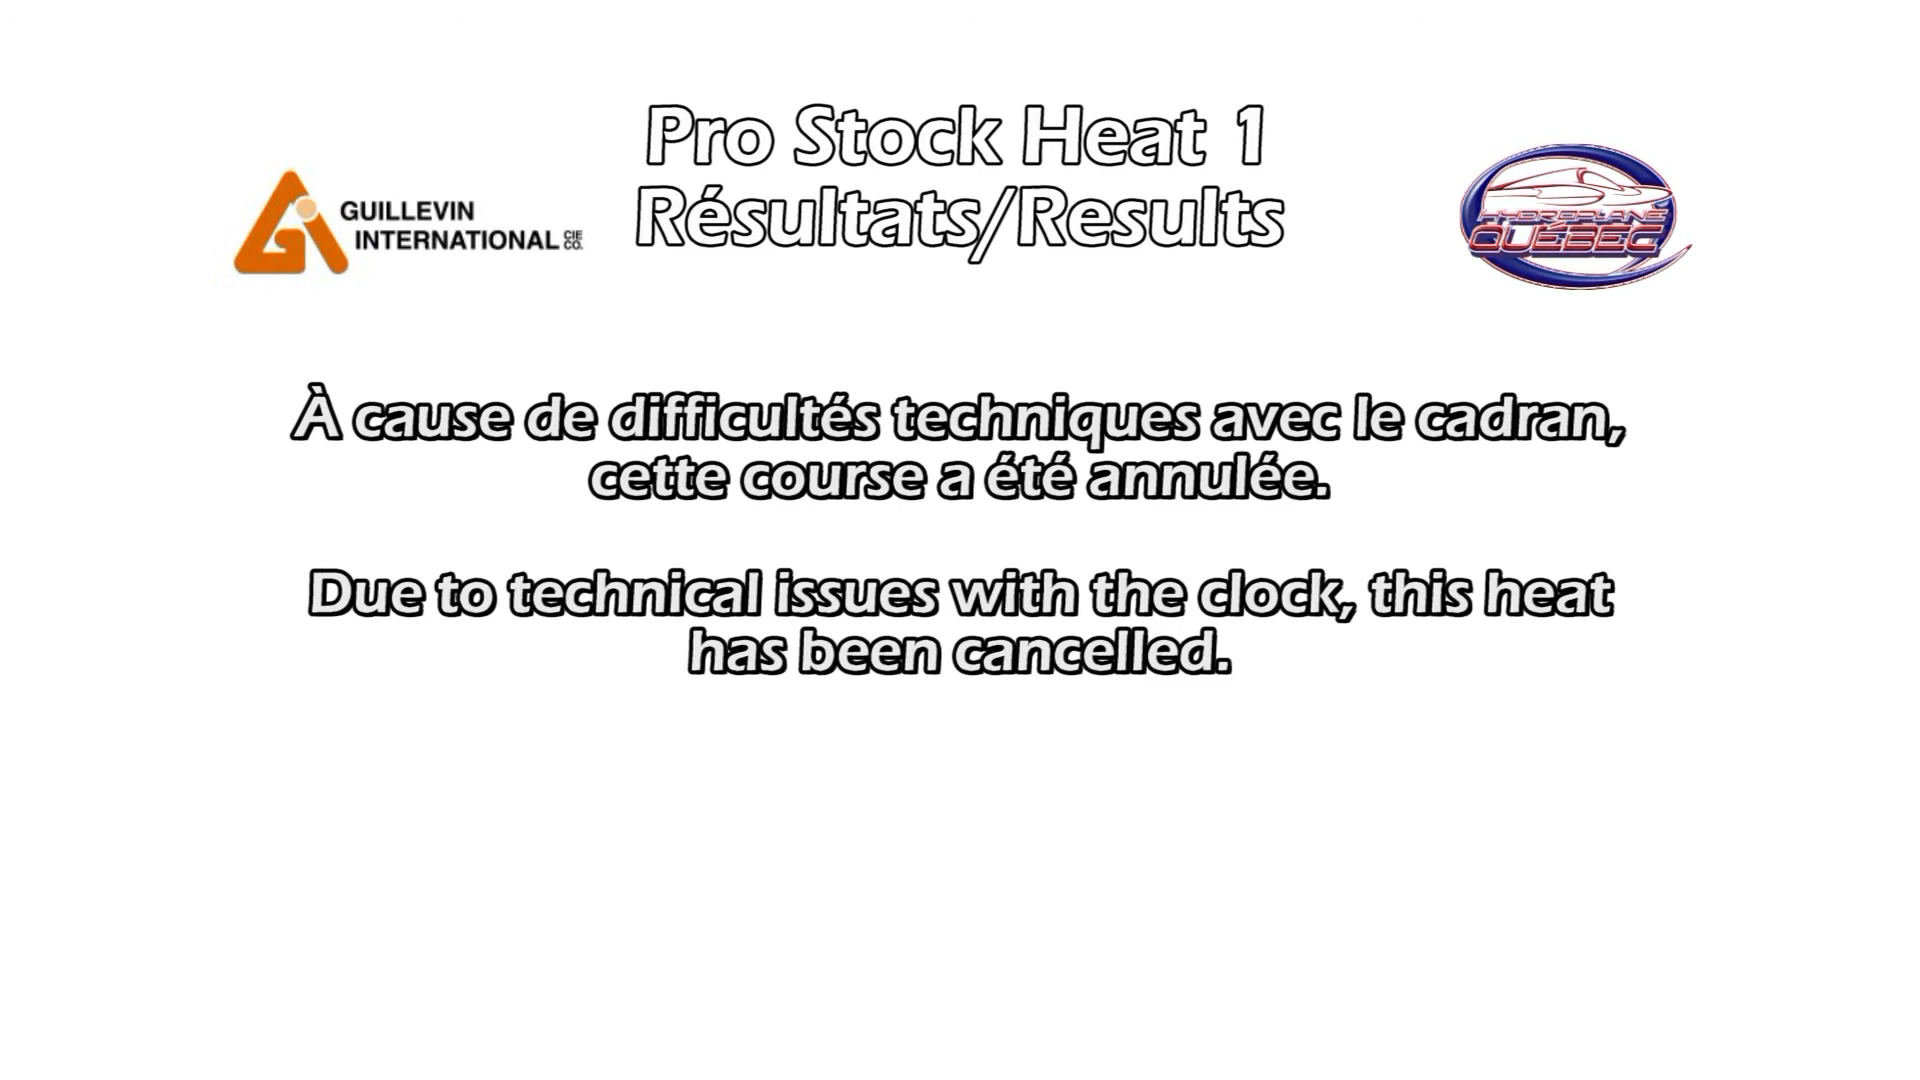 Pro Stock Heat 1
Résultats/Results
GUILLEVIN
INTERNATIONAL CIE CO.
HYDROPLANE
QUÉBEC
À cause de difficultés techniques avec le cadran,
cette course a été annulée.
Due to technical issues with the clock, this heat
has been cancelled.